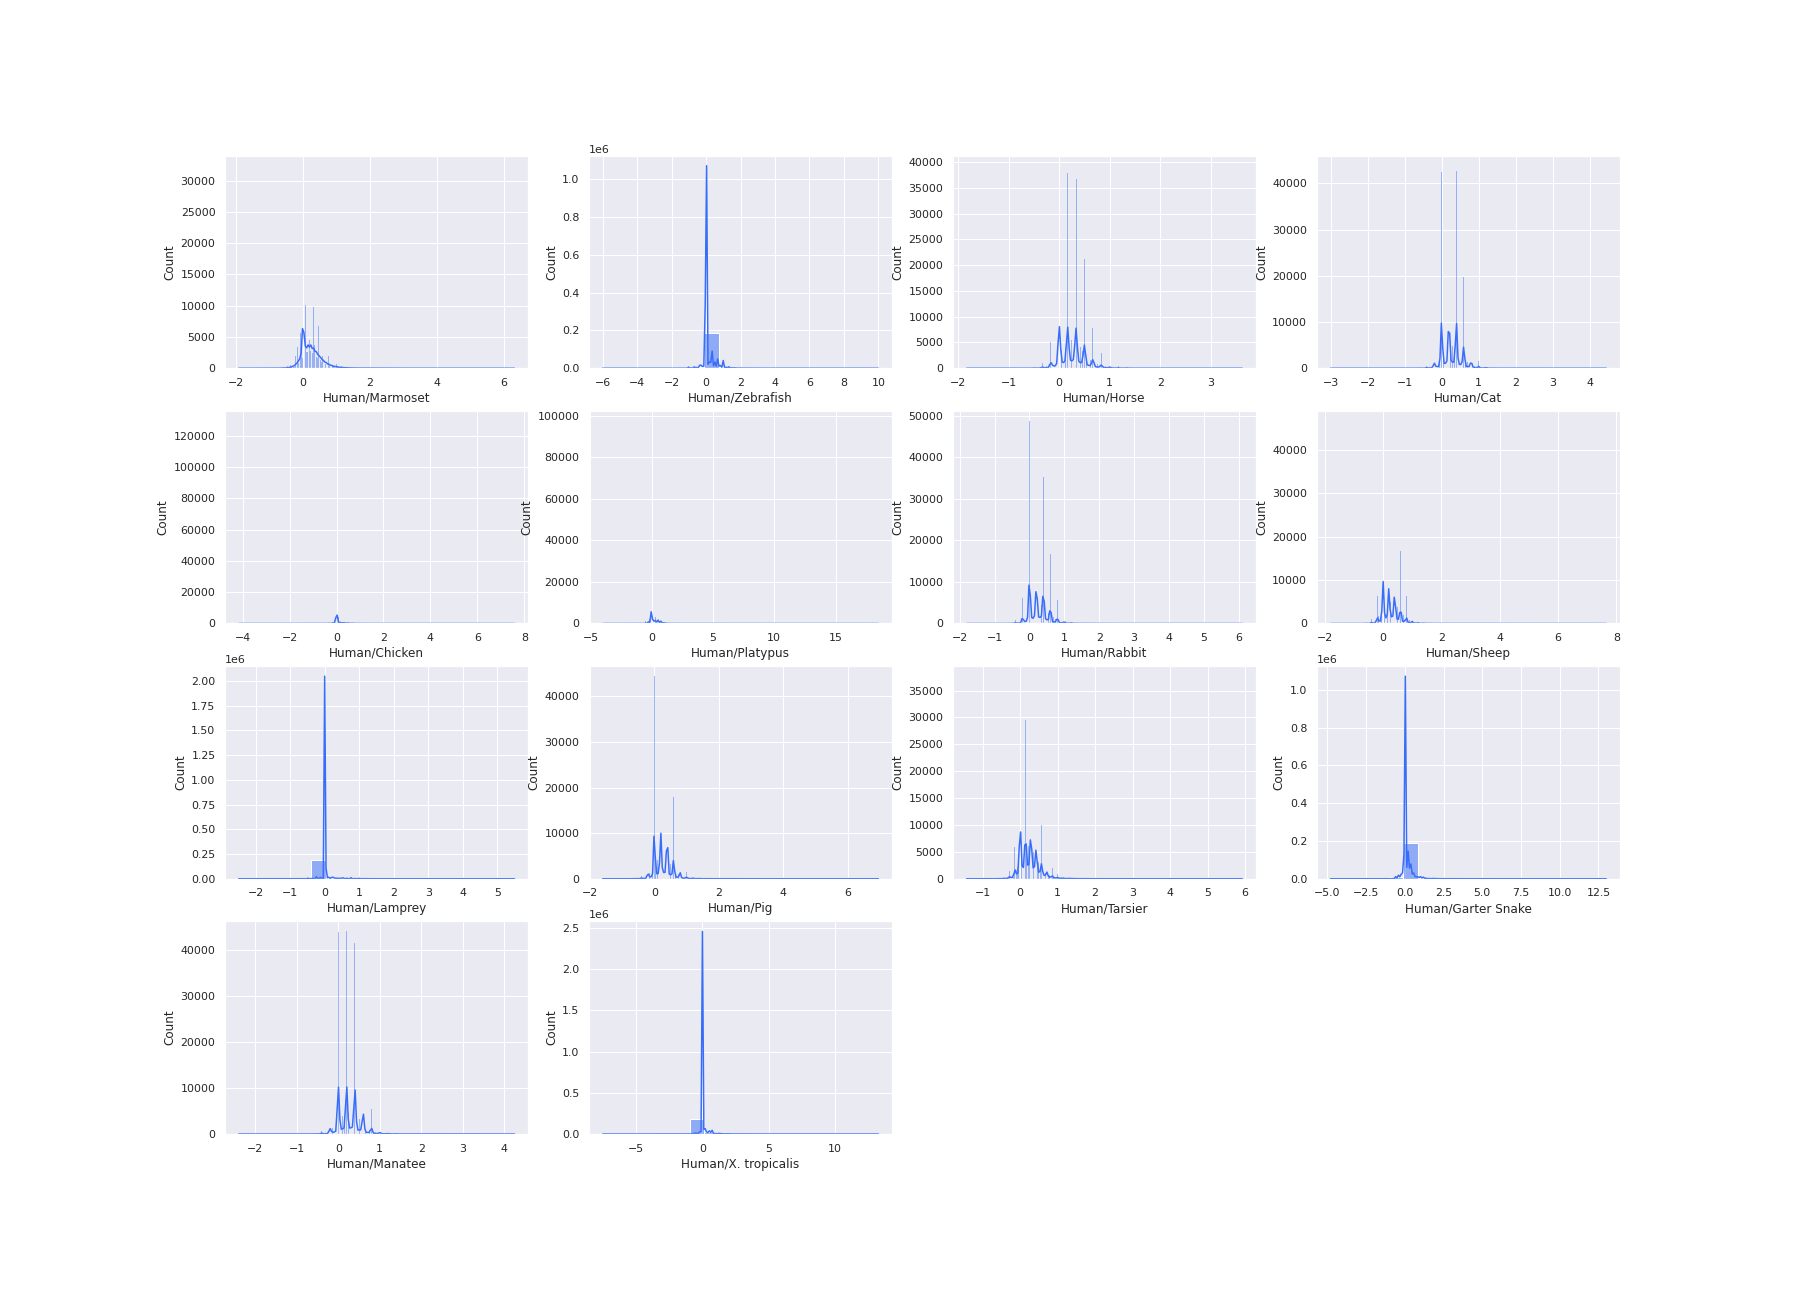 30000
25000
20000
15000
10000
5000
0
Count
−2 0 2 4 6
Human/Marmoset
1e6
1.0
0.8
0.6
0.4
0.2
0.0
Count
−6 −4 −2 0 2 4 6 8 10
Human/Zebrafish
40000
35000
30000
25000
20000
15000
10000
5000
0
Count
−2 −1 0 1 2 3
Human/Horse
40000
30000
20000
10000
0
Count
−3 −2 −1 0 1 2 3 4
Human/Cat
120000
100000
80000
60000
40000
20000
0
Count
−4 −2 0 2 4 6 8
Human/Chicken
100000
80000
60000
40000
20000
0
Count
−5 0 5 10 15
Human/Platypus
50000
40000
30000
20000
10000
0
Count
−2 −1 0 1 2 3 4 5 6
Human/Rabbit
40000
30000
20000
10000
0
Count
−2 0 2 4 6 8
Human/Sheep
1e6
2.00
1.75
1.50
1.25
1.00
0.75
0.50
0.25
0.00
Count
−2 −1 0 1 2 3 4 5
Human/Lamprey
40000
30000
20000
10000
0
Count
−2 0 2 4 6
Human/Pig
35000
30000
25000
20000
15000
10000
5000
0
Count
−1 0 1 2 3 4 5 6
Human/Tarsier
1e6
1.0
0.8
0.6
0.4
0.2
0.0
Count
−5.0 −2.5 0.0 2.5 5.0 7.5 10.0 12.5
Human/Garter Snake
40000
30000
20000
10000
0
Count
−2 −1 0 1 2 3 4
Human/Manatee
1e6
2.5
2.0
1.5
1.0
0.5
0.0
Count
−5 0 5 10
Human/X. tropicalis